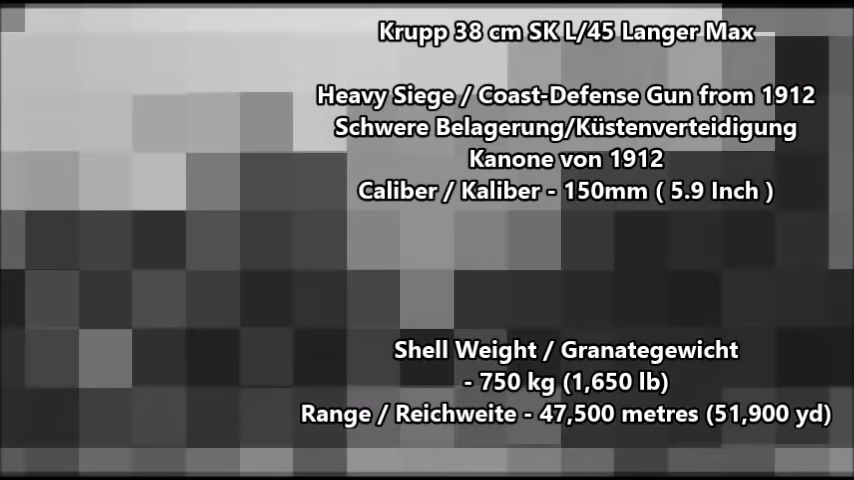 Krupp 38 cm SK L/45 Langer Max
Heavy Siege / Coast-Defense Gun from 1912
Schwere Belagerung/Küstenverteidigung
Kanone von 1912
Caliber / Kaliber - 150mm ( 5.9 Inch )
Shell Weight / Granategewicht
- 750 kg (1,650 lb)
Range / Reichweite - 47,500 metres (51,900 yd)